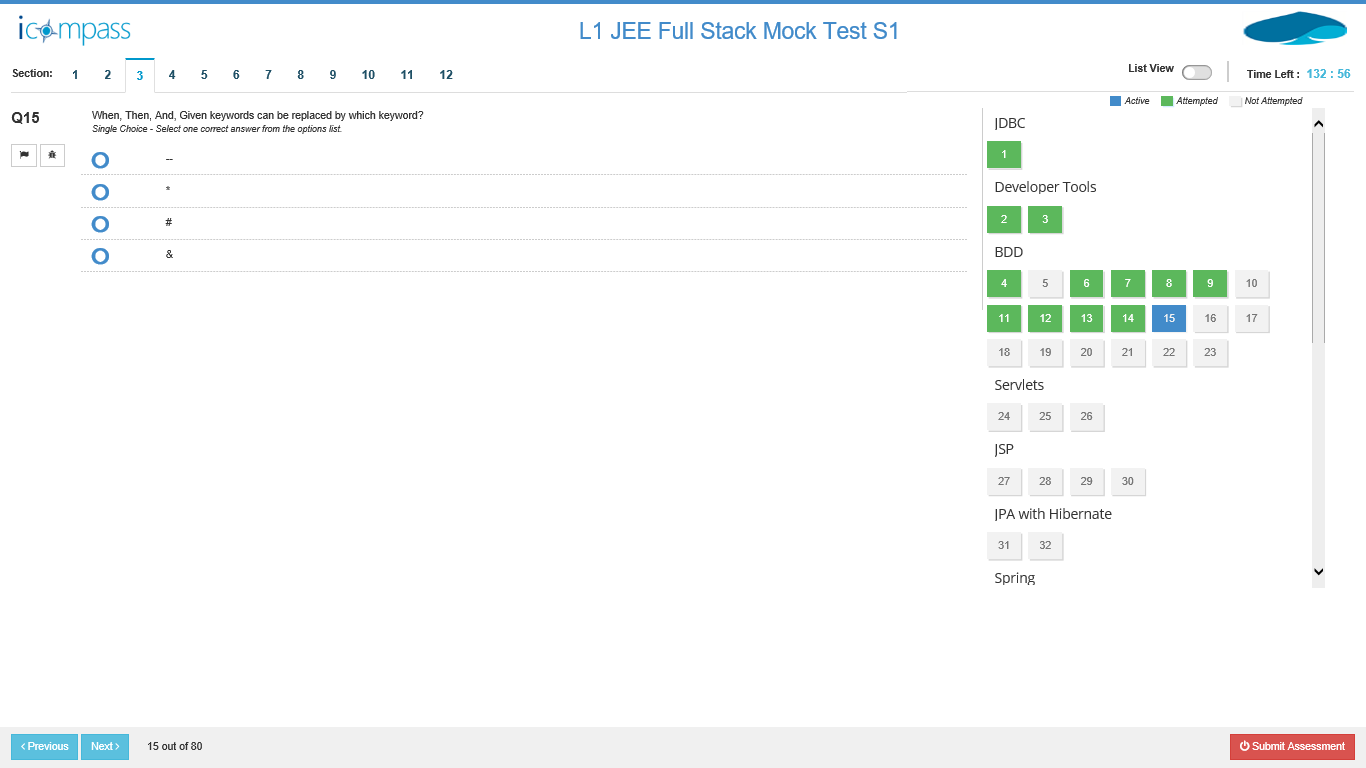 icompass
L1 JEE Full Stack Mock Test S1
Section: 1 2 3 4 5 6 7 8 9 10 11 12
List View
Time Left : 132 : 56
Active Attempted Not Attempted
Q15
When, Then, And, Given keywords can be replaced by which keyword?
Single Choice - Select one correct answer from the options list.
--
*
#
&
JDBC
1
Developer Tools
2 3
BDD
4 5 6 7 8 9 10
11 12 13 14 15 16 17
18 19 20 21 22 23
Servlets
24 25 26
JSP
27 28 29 30
JPA with Hibernate
31 32
Spring
‹ Previous
Next ›
15 out of 80
Submit Assessment